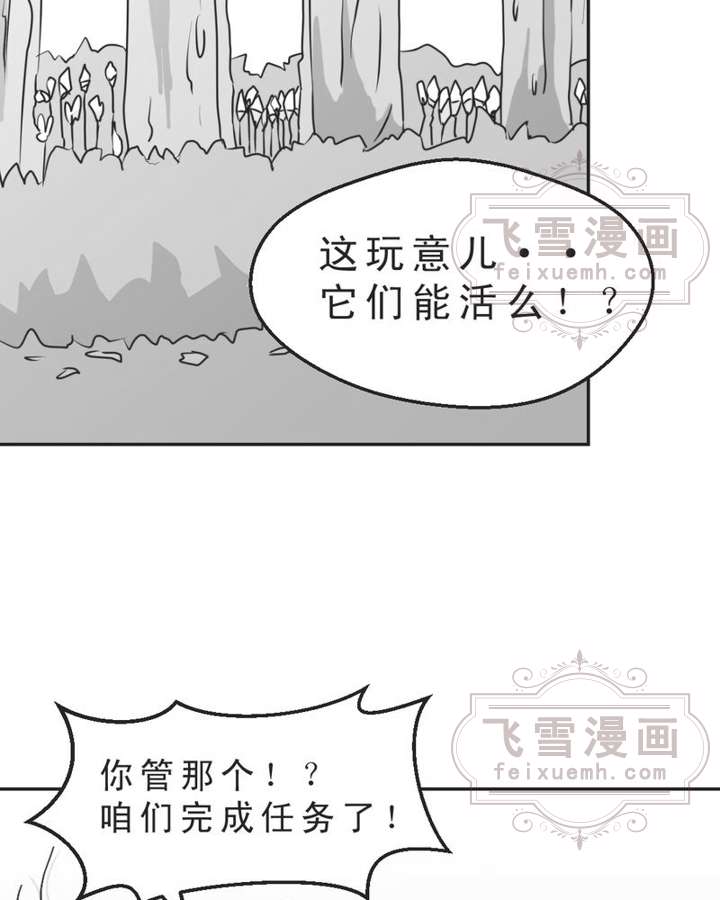 这玩意儿··
它们能活么！？
飞雪漫画
feixuemh.com
你管那个！？
咱们完成任务了！
飞雪漫画
feixuemh.com